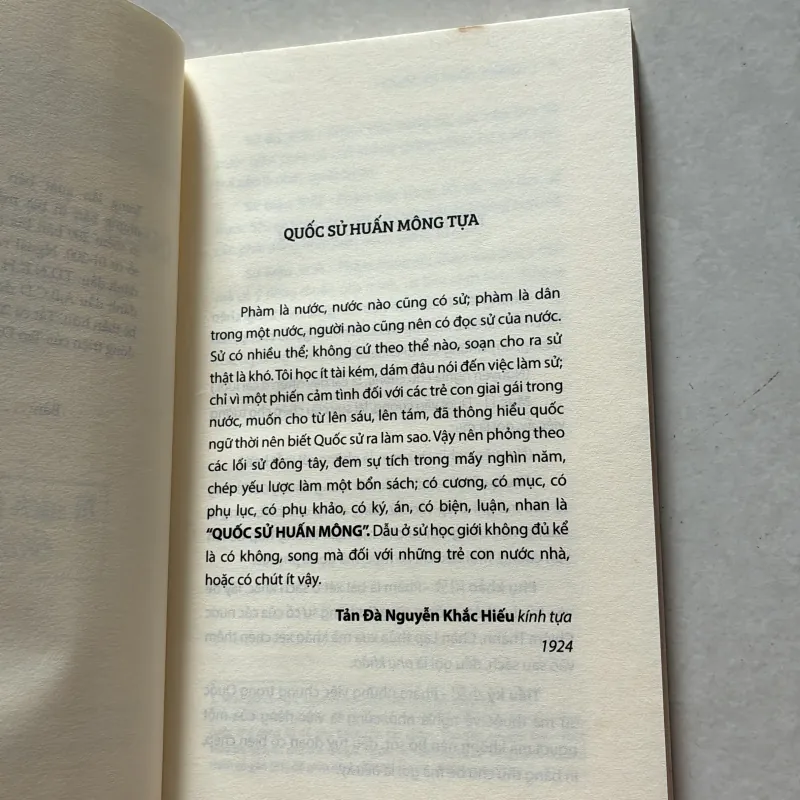 QUỐC SỬ HUẤN MÔNG TỰA
Phàm là nước, nước nào cũng có sử; phàm là dân
trong một nước, người nào cũng nên có đọc sử của nước.
Sử có nhiều thể; không cứ theo thể nào, soạn cho ra sử
thật là khó. Tôi học ít tài kém, dám đâu nói đến việc làm sử;
chỉ vì một phiến cảm tình đối với các trẻ con giai gái trong
nước, muốn cho từ lên sáu, lên tám, đã thông hiểu quốc
ngữ thời nên biết Quốc sử ra làm sao. Vậy nên phỏng theo
các lối sử đông tây, đem sự tích trong mấy nghìn năm,
chép yếu lược làm một bổn sách; có cương, có mục, có
phụ lục, có phụ khảo, có ký, án, có biện, luận, nhan là
“QUỐC SỬ HUẤN MÔNG”. Dẫu ở sử học giới không đủ kể
là có không, song mà đối với những trẻ con nước nhà,
hoặc có chút ít vậy.
Tản Đà Nguyễn Khắc Hiếu kính tựa
1924